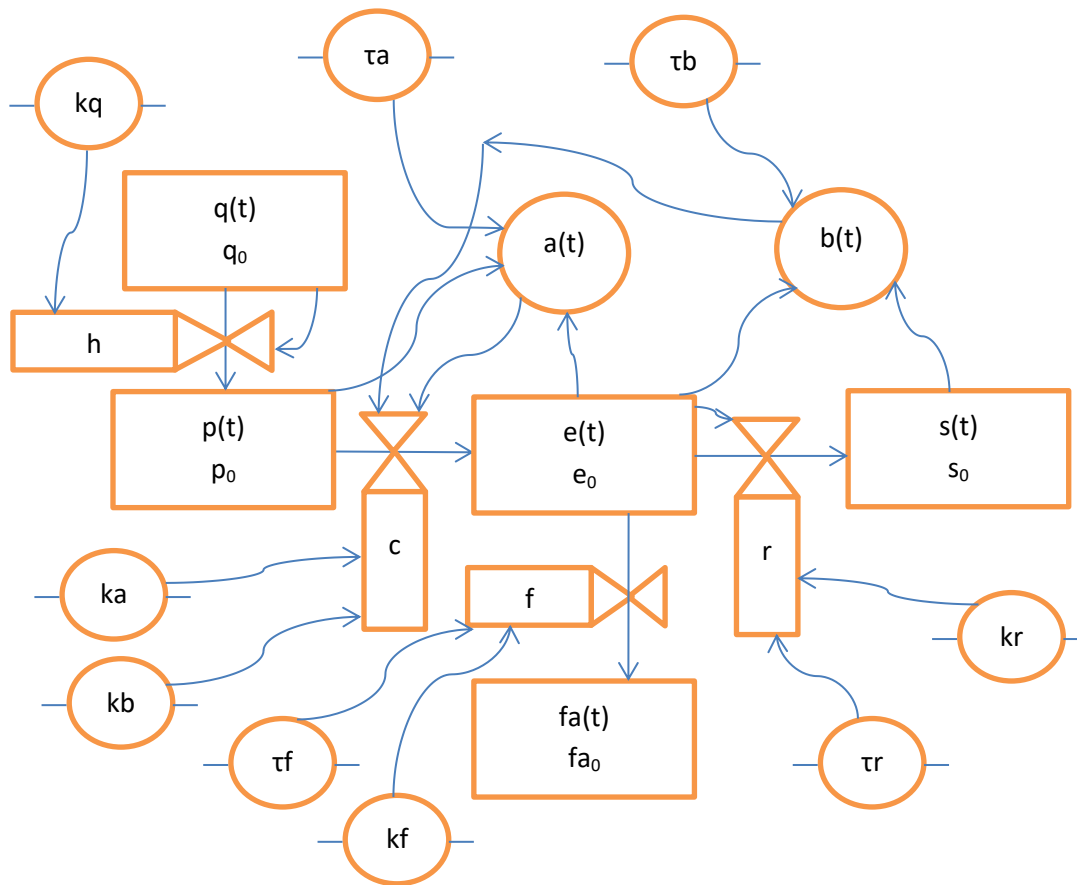 τa
τb
kq
q(t)
q₀
a(t)
b(t)
h
p(t)
p₀
e(t)
e₀
s(t)
s₀
c
r
ka
f
kr
kb
fa(t)
fa₀
τf
τr
kf